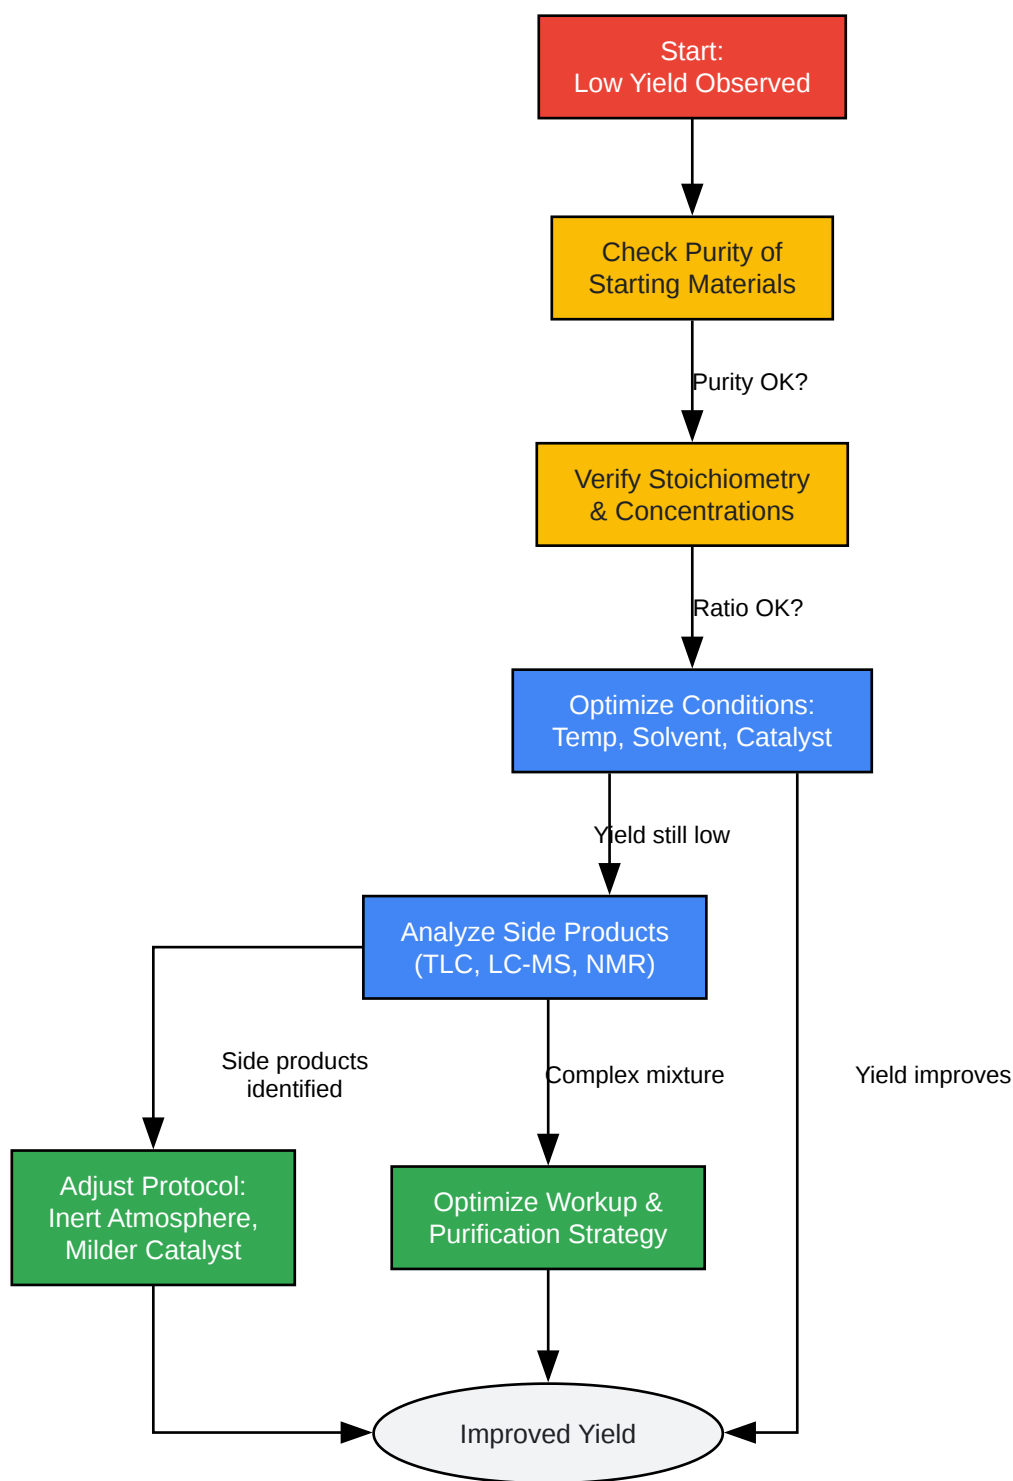 Start:
Low Yield Observed
Check Purity of
Starting Materials
Purity OK?
Verify Stoichiometry
& Concentrations
Ratio OK?
Optimize Conditions:
Temp, Solvent, Catalyst
Yield still low
Analyze Side Products
(TLC, LC-MS, NMR)
Side products
identified
Complex mixture
Yield improves
Adjust Protocol:
Inert Atmosphere,
Milder Catalyst
Optimize Workup &
Purification Strategy
Improved Yield